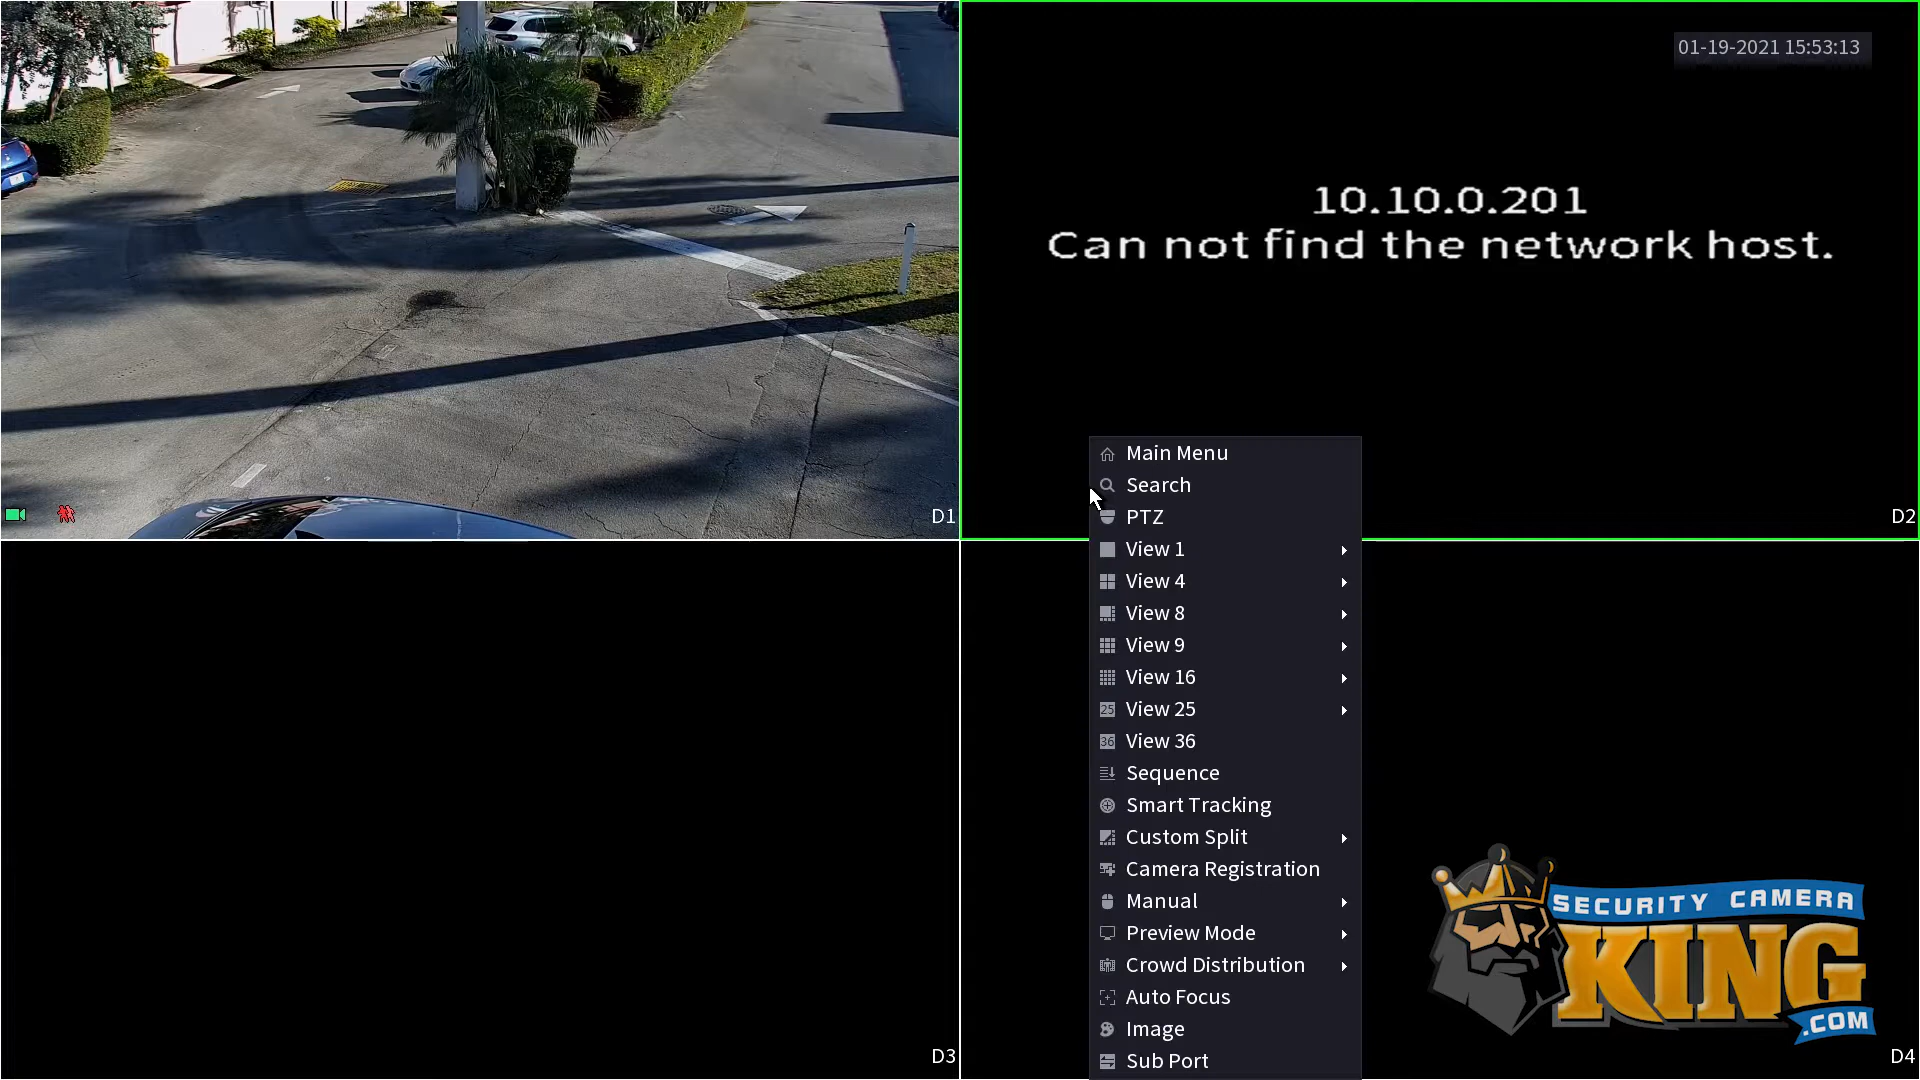 01-19-2021 15:53:13
10.10.0.201
Can not find the network host.
D1
D2
Main Menu
Search
PTZ
View 1
View 4
View 8
View 9
View 16
25 View 25
36 View 36
Sequence
Smart Tracking
Custom Split
Camera Registration
Manual
Preview Mode
Crowd Distribution
Auto Focus
Image
Sub Port
SECURITY CAMERA
KING
.COM
D3
D4